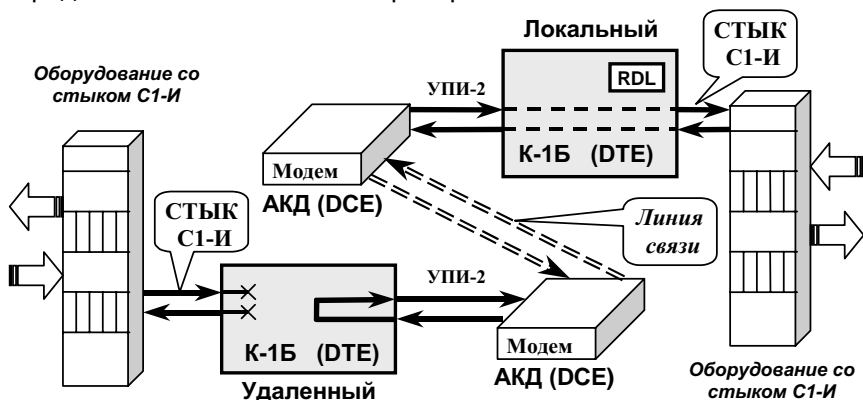 Локальный
СТЫК
С1-И
Оборудование со
стыком С1-И
УПИ-2
RDL
К-1Б (DTE)
Модем
АКД (DCE)
СТЫК
С1-И
Линия
связи
УПИ-2
К-1Б (DTE)
Удаленный
Модем
АКД (DCE)
Оборудование со
стыком С1-И